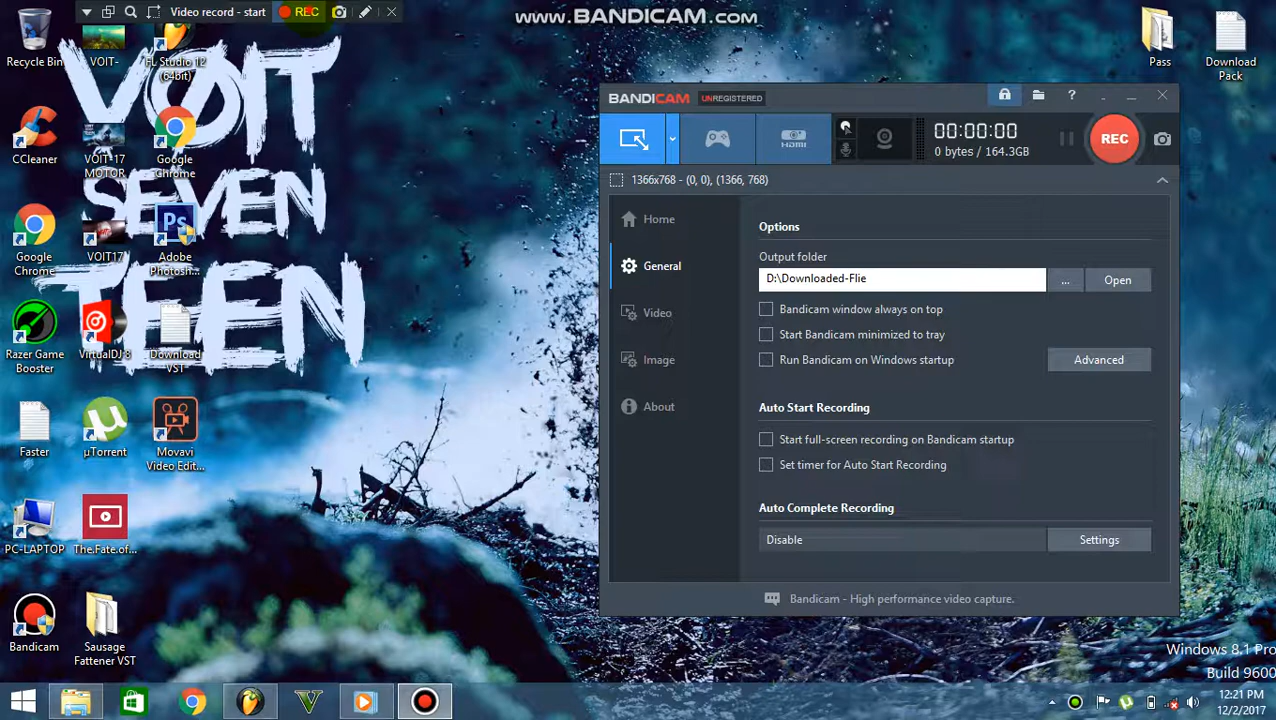 Video record - start
REC
www.BANDICAM.com
Recycle Bin
VOIT-
FL Studio 12
(64bit)
Pass
Download
Pack
VOIT
SEVEN
TEEN
CCleaner
VOIT-17
MOTOR
Google
Chrome
Google
Chrome
VOIT17
Ps
Adobe
Photosh...
Razer Game
Booster
VirtualDJ 8
Download
VST
Faster
µTorrent
Movavi
Video Edit...
PC-LAPTOP
The.Fate.of...
Bandicam
Sausage
Fattener VST
BANDICAM
UNREGISTERED
HDMI
00:00:00
0 bytes / 164.3GB
REC
1366x768 - (0, 0), (1366, 768)
Home
General
Video
Image
About
Options
Output folder
D:\Downloaded-Flie
...
Open
Bandicam window always on top
Start Bandicam minimized to tray
Run Bandicam on Windows startup
Advanced
Auto Start Recording
Start full-screen recording on Bandicam startup
Set timer for Auto Start Recording
Auto Complete Recording
Disable
Settings
Bandicam - High performance video capture.
Windows 8.1 Pro
Build 9600
12:21 PM
12/2/2017